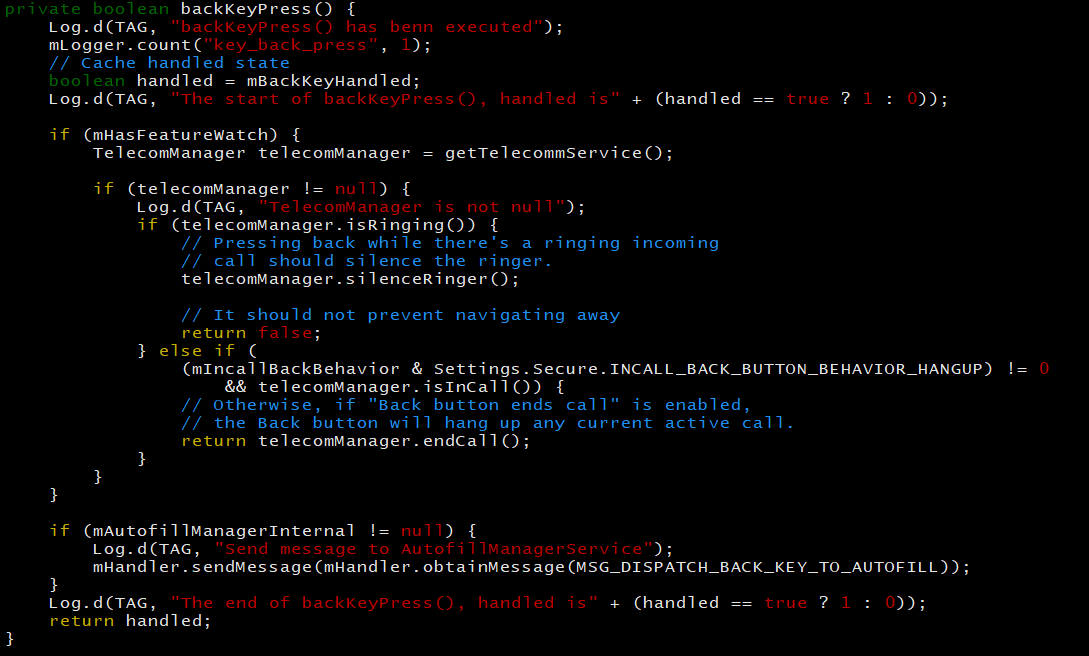 private boolean backKeyPress() {
    Log.d(TAG, "backKeyPress() has benn executed");
    mLogger.count("key_back_press", 1);
    // Cache handled state
    boolean handled = mBackKeyHandled;
    Log.d(TAG, "The start of backKeyPress(), handled is" + (handled == true ? 1 : 0));
    if (mHasFeatureWatch) {
        TelecomManager telecomManager = getTelecommService();
        if (telecomManager != null) {
            Log.d(TAG, "TelecomManager is not null");
            if (telecomManager.isRinging()) {
                // Pressing back while there's a ringing incoming
                // call should silence the ringer.
                telecomManager.silenceRinger();
                // It should not prevent navigating away
                return false;
            } else if (
                (mIncallBackBehavior & Settings.Secure.INCALL_BACK_BUTTON_BEHAVIOR_HANGUP) != 0
                    && telecomManager.isInCall()) {
                // Otherwise, if "Back button ends call" is enabled,
                // the Back button will hang up any current active call.
                return telecomManager.endCall();
            }
        }
    }
    if (mAutofillManagerInternal != null) {
        Log.d(TAG, "Send message to AutofillManagerService");
        mHandler.sendMessage(mHandler.obtainMessage(MSG_DISPATCH_BACK_KEY_TO_AUTOFILL));
    }
    Log.d(TAG, "The end of backKeyPress(), handled is" + (handled == true ? 1 : 0));
    return handled;
}